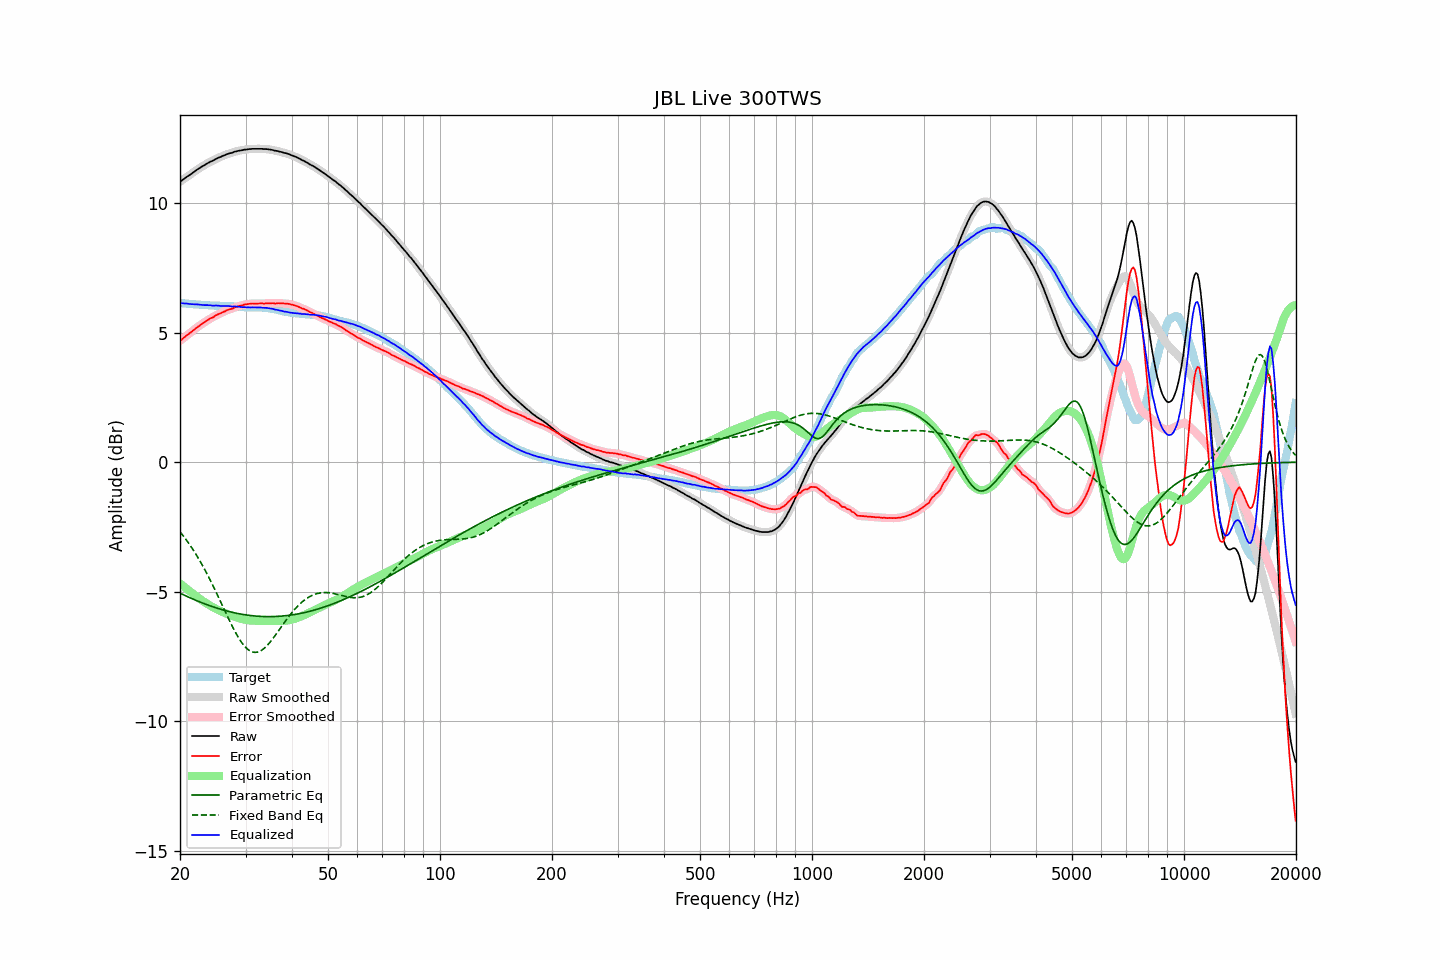 JBL Live 300TWS
Amplitude (dBr)
10
5
0
−5
−10
−15
Target
Raw Smoothed
Error Smoothed
Raw
Error
Equalization
Parametric Eq
Fixed Band Eq
Equalized
20 50 100 200 500 1000 2000 5000 10000 20000
Frequency (Hz)